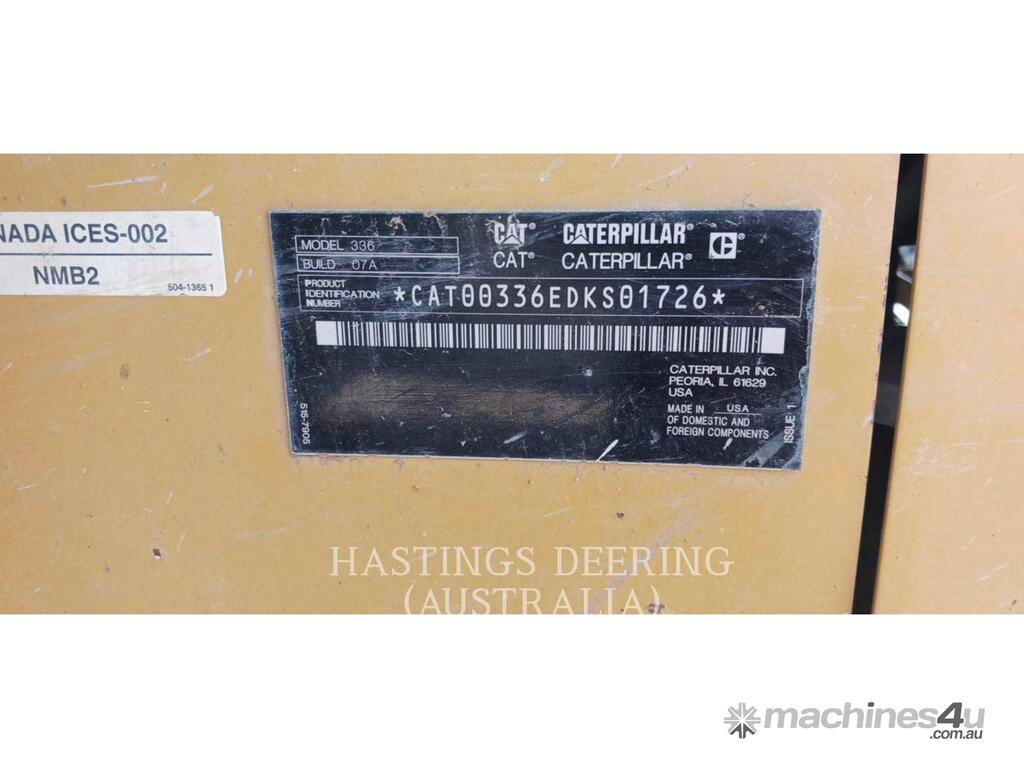 NADA ICES-002
NMB2
504-1365 1
MODEL 336
BUILD 07A
CAT® CATERPILLAR®
CAT® CATERPILLAR®
PRODUCT
IDENTIFICATION
NUMBER
*CAT00336EDKS01726*
CATERPILLAR INC.
PEORIA, IL 61629
USA
MADE IN USA
OF DOMESTIC AND
FOREIGN COMPONENTS
515-7905
ISSUE 1
HASTINGS DEERING
(AUSTRALIA)
machines4u
.com.au